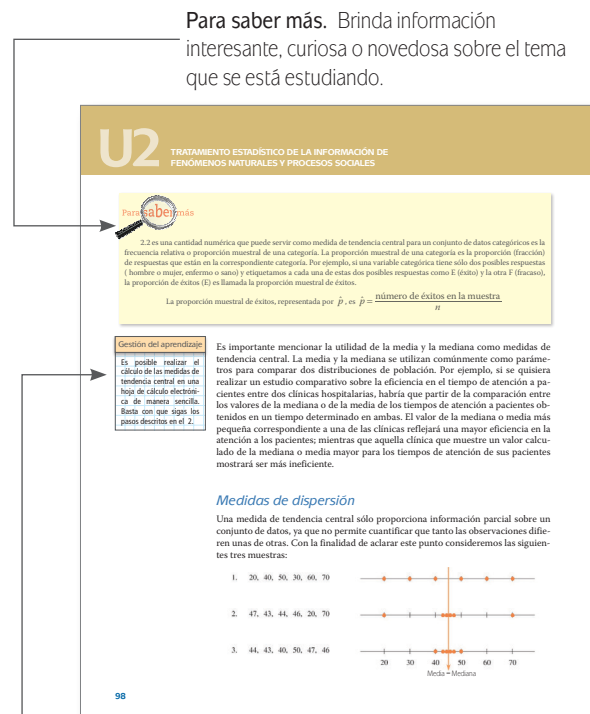 Para saber más. Brinda información
interesante, curiosa o novedosa sobre el tema
que se está estudiando.
U2
TRATAMIENTO ESTADÍSTICO DE LA INFORMACIÓN DE
FENÓMENOS NATURALES Y PROCESOS SOCIALES
Para saber más
2.2 es una cantidad numérica que puede servir como medida de tendencia central para un conjunto de datos categóricos es la
frecuencia relativa o proporción muestral de una categoría. La proporción muestral de una categoría es la proporción (fracción)
de respuestas que están en la correspondiente categoría. Por ejemplo, si una variable categórica tiene sólo dos posibles respuestas
( hombre o mujer, enfermo o sano) y etiquetamos a cada una de estas dos posibles respuestas como E (éxito) y la otra F (fracaso),
la proporción de éxitos (E) es llamada la proporción muestral de éxitos.
La proporción muestral de éxitos, representada por p̂, es p̂ = número de éxitos en la muestra / n
Gestión del aprendizaje
Es posible realizar el
cálculo de las medidas de
tendencia central en una
hoja de cálculo electróni-
ca de manera sencilla.
Basta con que sigas los
pasos descritos en el 2.
Es importante mencionar la utilidad de la media y la mediana como medidas de
tendencia central. La media y la mediana se utilizan comúnmente como paráme-
tros para comparar dos distribuciones de población. Por ejemplo, si se quisiera
realizar un estudio comparativo sobre la eficiencia en el tiempo de atención a pa-
cientes entre dos clínicas hospitalarias, habría que partir de la comparación entre
los valores de la mediana o de la media de los tiempos de atención a pacientes ob-
tenidos en un tiempo determinado en ambas. El valor de la mediana o media más
pequeña correspondiente a una de las clínicas reflejará una mayor eficiencia en la
atención a los pacientes; mientras que aquella clínica que muestre un valor calcu-
lado de la mediana o media mayor para los tiempos de atención de sus pacientes
mostrará ser más ineficiente.
Medidas de dispersión
Una medida de tendencia central sólo proporciona información parcial sobre un
conjunto de datos, ya que no permite cuantificar que tanto las observaciones difie-
ren unas de otras. Con la finalidad de aclarar este punto consideremos las siguien-
tes tres muestras:
1. 20, 40, 50, 30, 60, 70
2. 47, 43, 44, 46, 20, 70
3. 44, 43, 40, 50, 47, 46
20 30 40 50 60 70
Media = Mediana
98